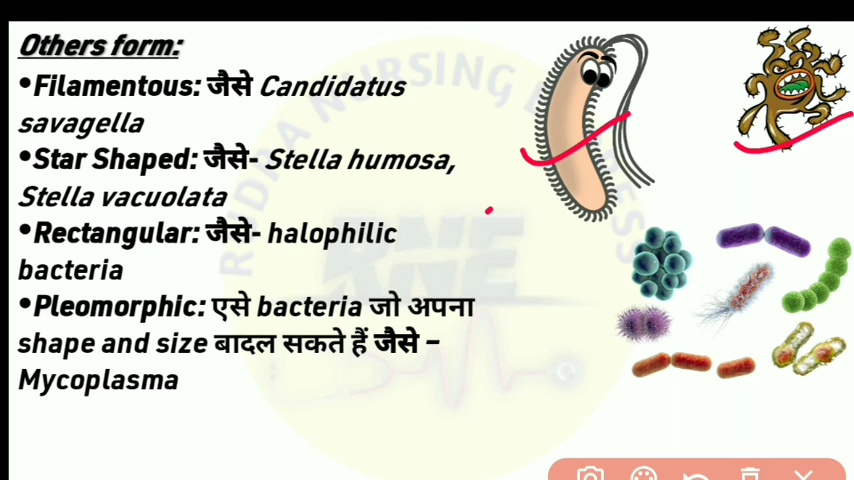 Others form:
•Filamentous: जैसे Candidatus
savagella
•Star Shaped: जैसे- Stella humosa,
Stella vacuolata
•Rectangular: जैसे- halophilic
bacteria
•Pleomorphic: एसे bacteria जो अपना
shape and size बादल सकते हैं जैसे –
Mycoplasma
RNE